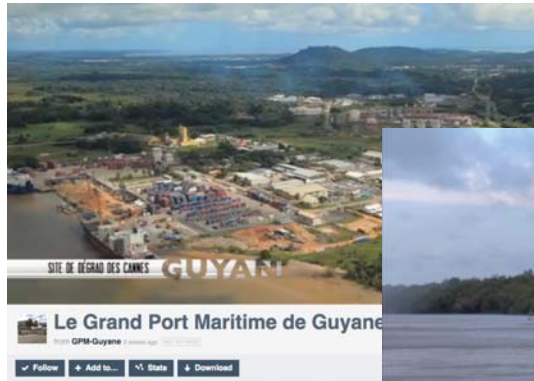 SITE DE DÉGRAD DES CANNES GUYANE
Le Grand Port Maritime de Guyane
from GPM-Guyane
Follow
Add to...
Stats
Download